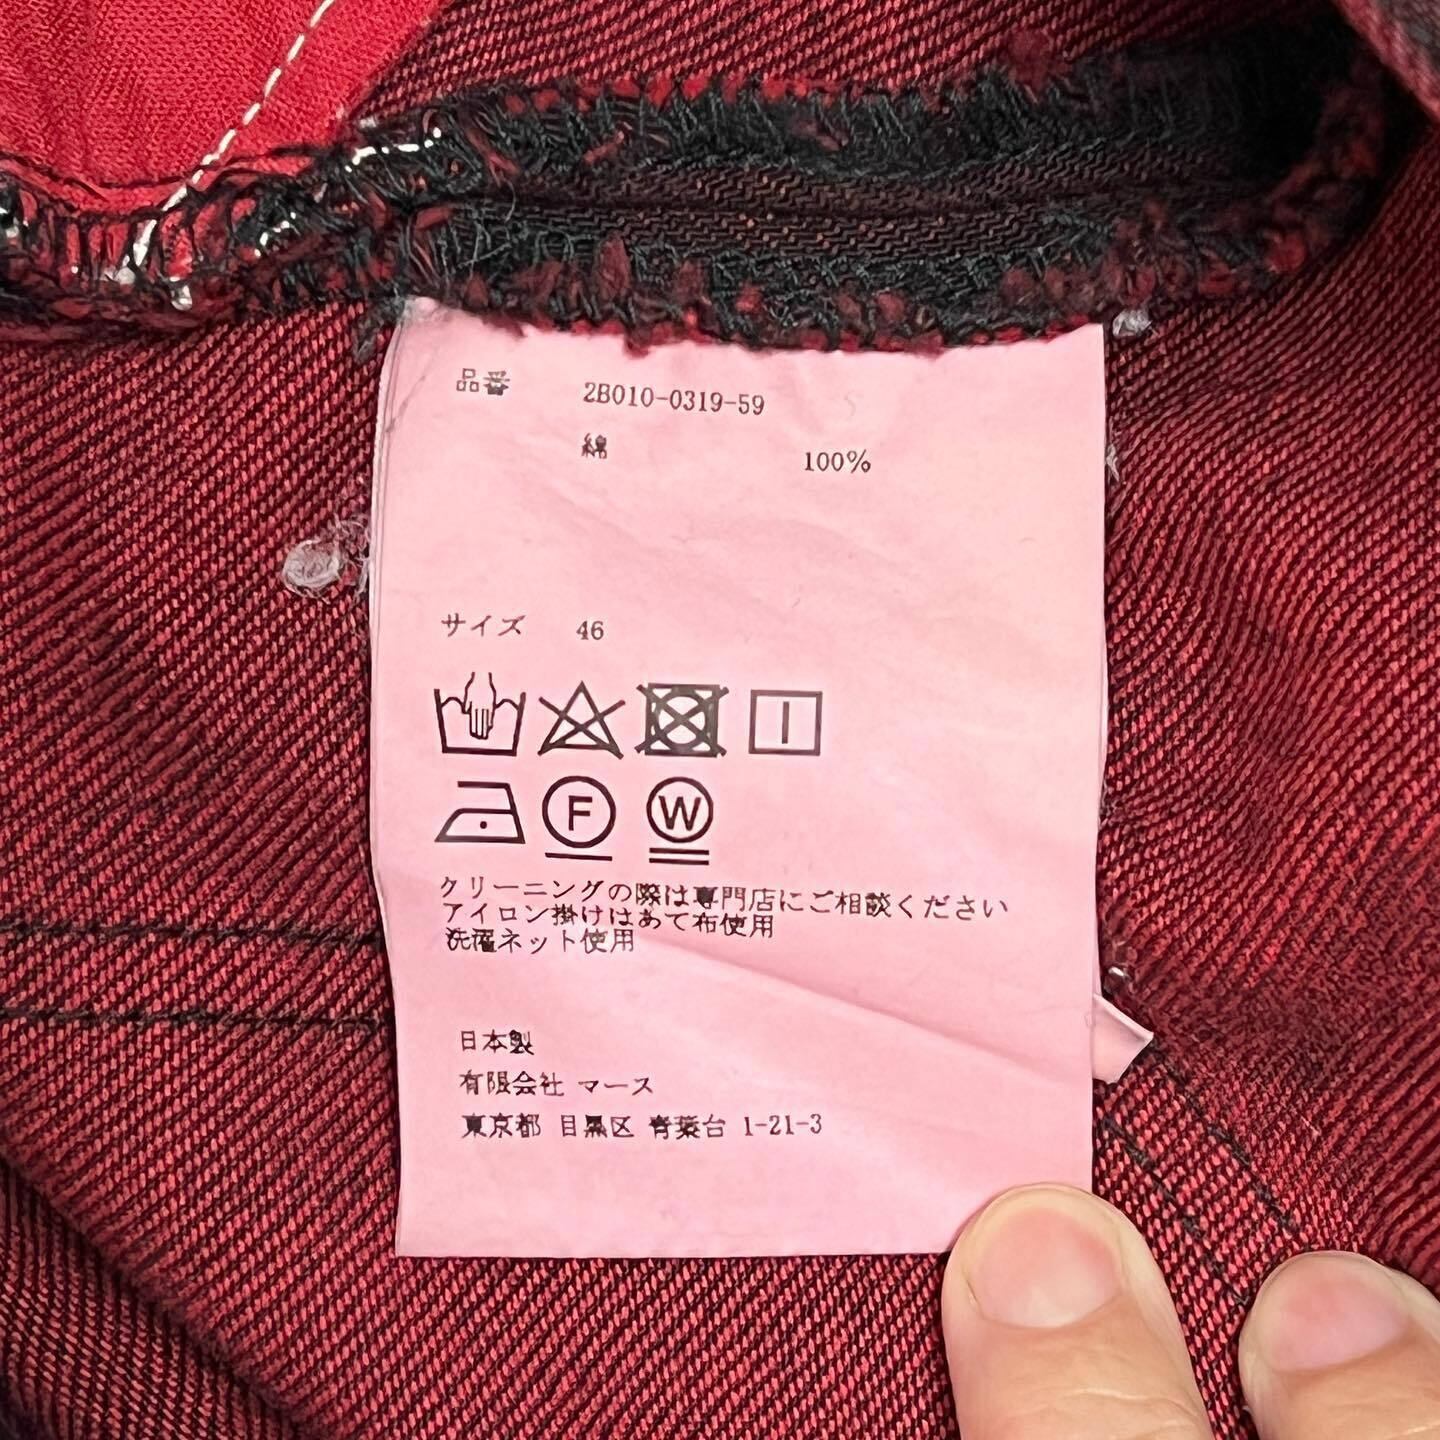 品番 2B010-0319-59
綿 100%
サイズ 46
F W
クリーニングの際は専門店にご相談ください
アイロン掛けはあて布使用
洗濯ネット使用
日本製
有限会社 マース
東京都 目黒区 青葉台 1-21-3